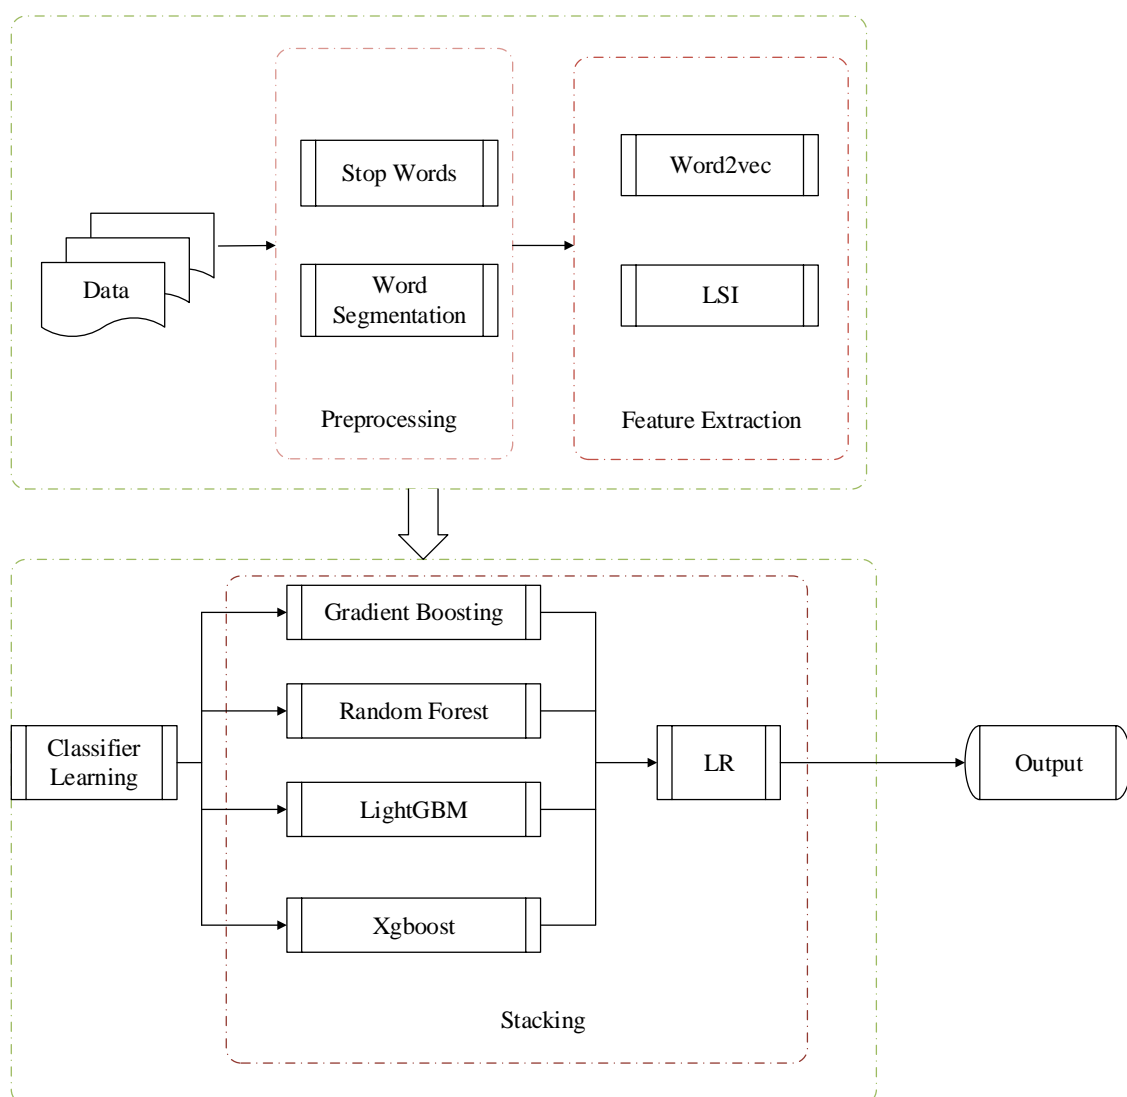 Data
Stop Words
Word
Segmentation
Preprocessing
Word2vec
LSI
Feature Extraction
Classifier
Learning
Gradient Boosting
Random Forest
LightGBM
Xgboost
Stacking
LR
Output